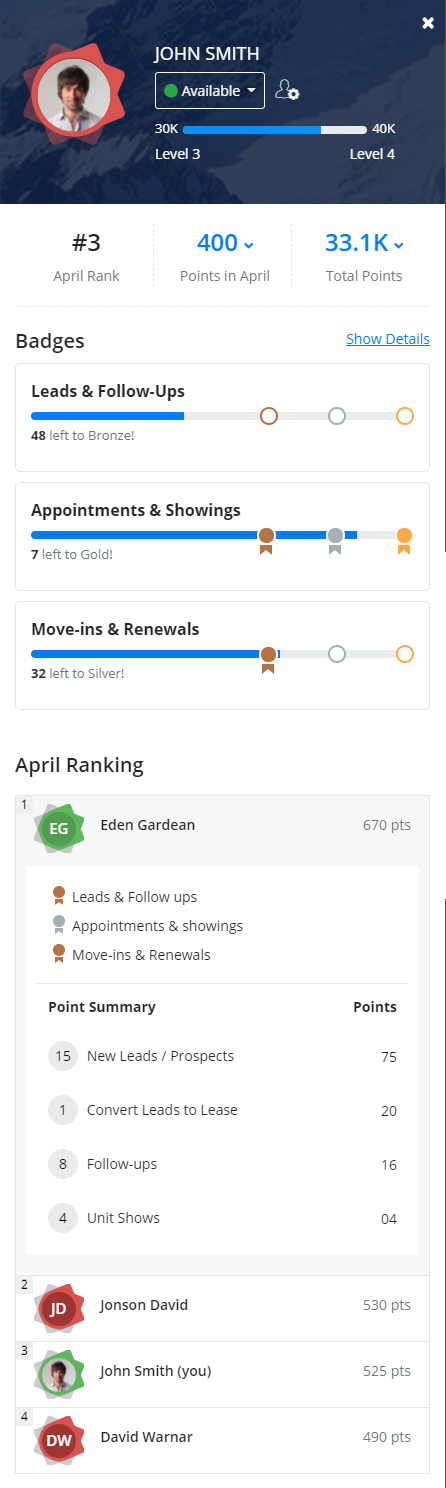 JOHN SMITH
Available
30K 40K
Level 3 Level 4
#3 400 33.1K
April Rank Points in April Total Points
Badges Show Details
Leads & Follow-Ups
48 left to Bronze!
Appointments & Showings
7 left to Gold!
Move-ins & Renewals
32 left to Silver!
April Ranking
1
EG Eden Gardean 670 pts
Leads & Follow ups
Appointments & showings
Move-ins & Renewals
Point Summary Points
15 New Leads / Prospects 75
1 Convert Leads to Lease 20
8 Follow-ups 16
4 Unit Shows 04
2
JD Jonson David 530 pts
3
John Smith (you) 525 pts
4
DW David Warnar 490 pts